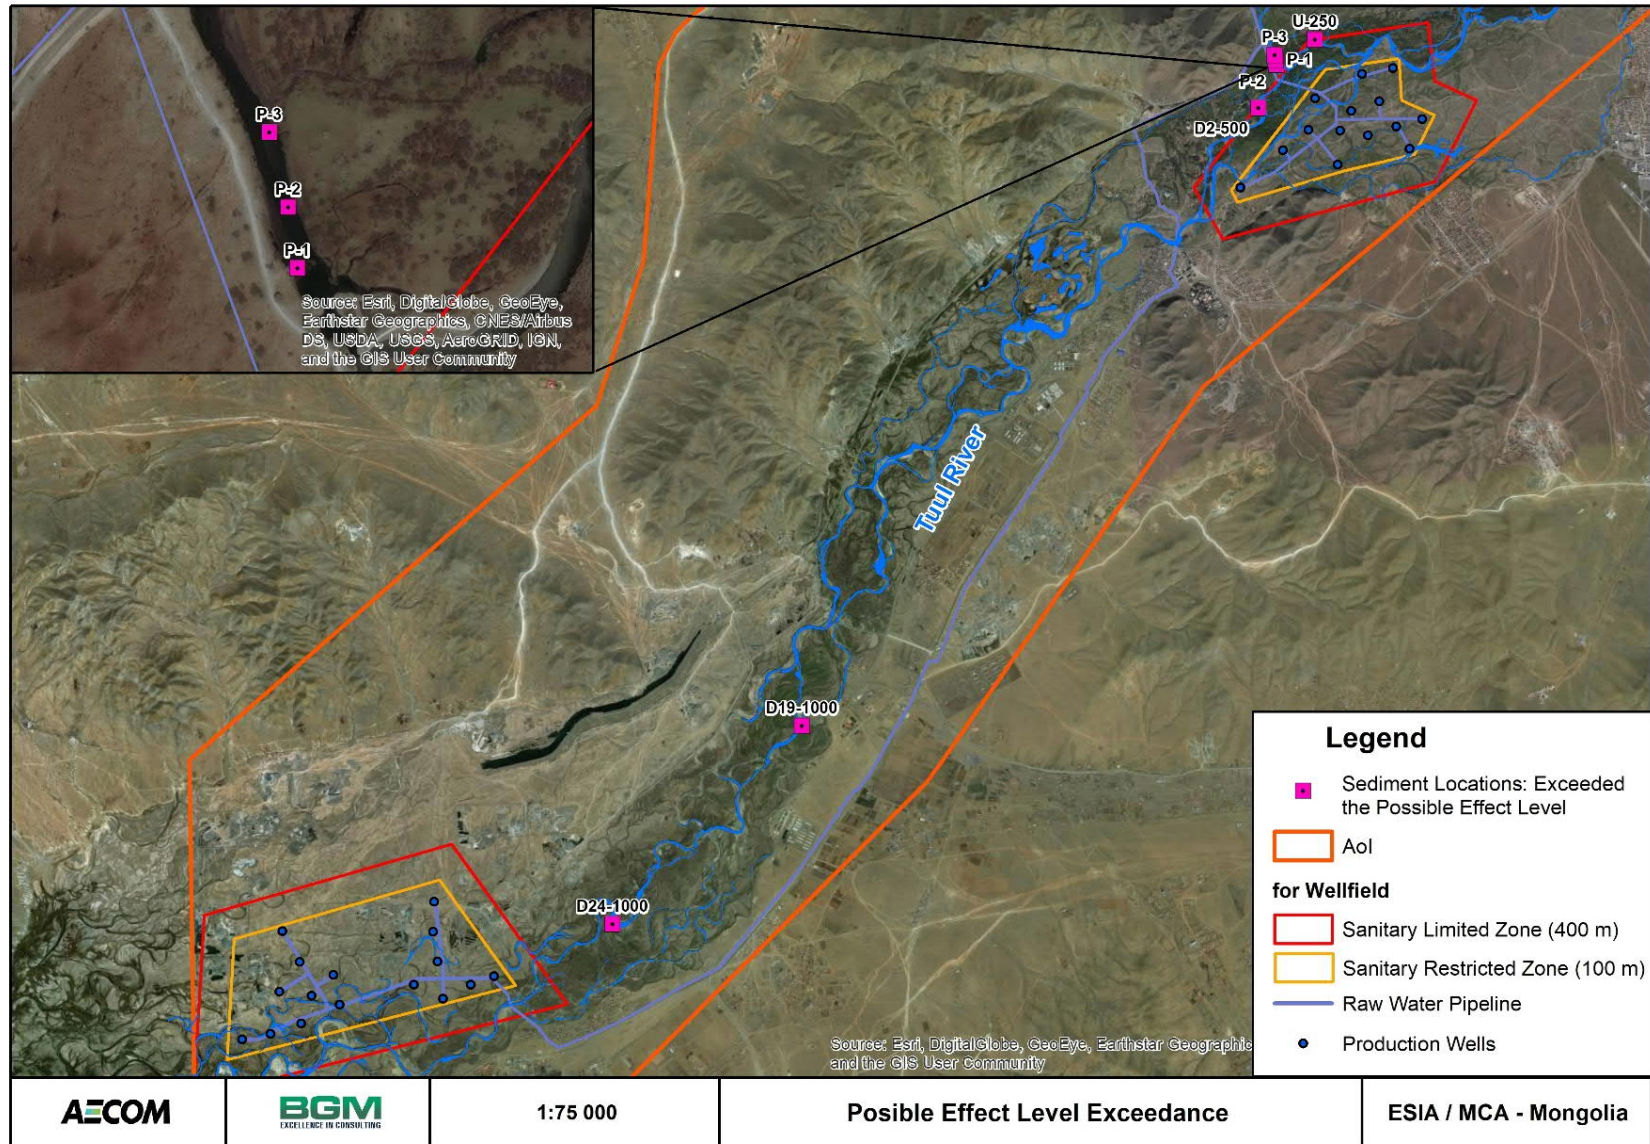 P-3
P-2
P-1
Source: Esri, DigitalGlobe, GeoEye,
Earthstar Geographics, CNES/Airbus
DS, USDA, USGS, AeroGRID, IGN,
and the GIS User Community
U-250
P-3
P-1
P-2
D2-500
Tuul River
D19-1000
D24-1000
Source: Esri, DigitalGlobe, GeoEye, Earthstar Geographic
and the GIS User Community
Legend
Sediment Locations: Exceeded
the Possible Effect Level
AoI
for Wellfield
Sanitary Limited Zone (400 m)
Sanitary Restricted Zone (100 m)
Raw Water Pipeline
Production Wells
AECOM
BGM
EXCELLENCE IN CONSULTING
1:75 000
Posible Effect Level Exceedance
ESIA / MCA - Mongolia